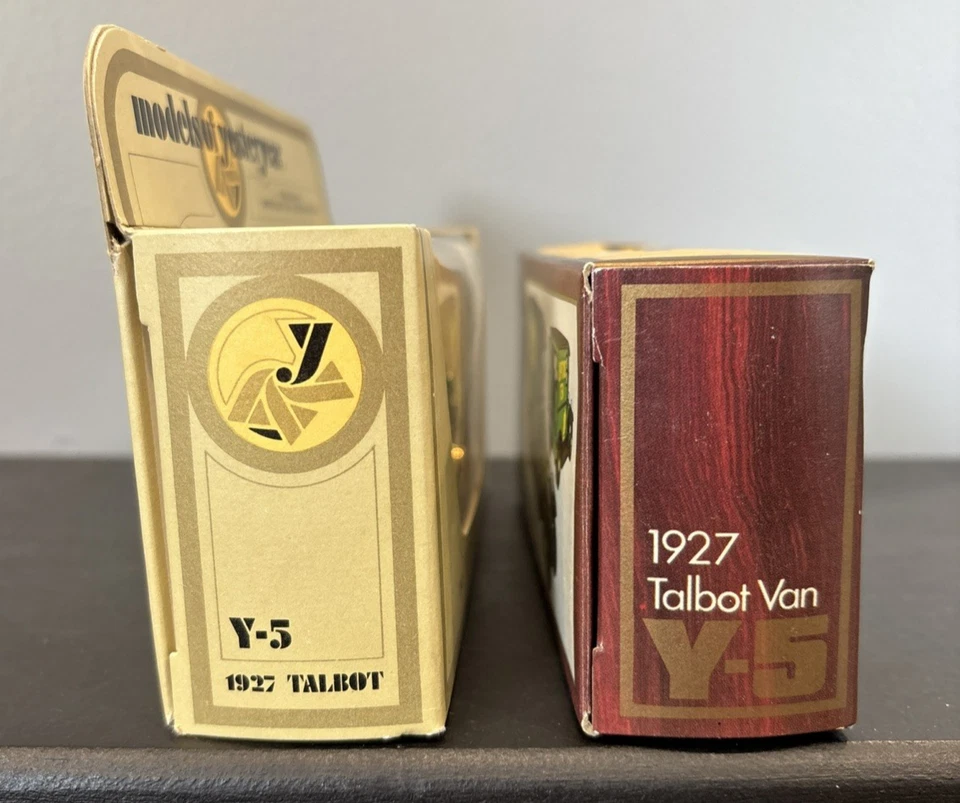 models of yesteryear
y
Y-5
1927 TALBOT
1927
Talbot Van
Y-5